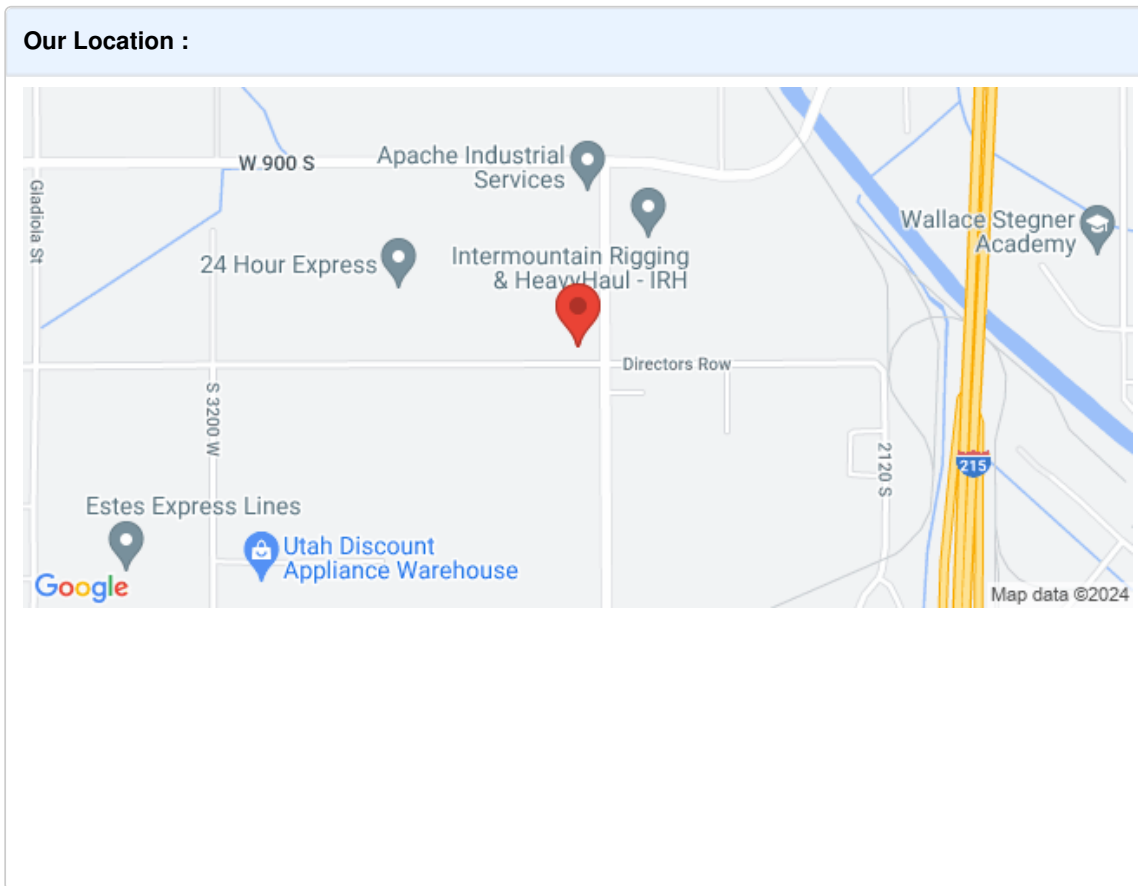 Our Location :
W 900 S
Apache Industrial
Services
Gladiola St
24 Hour Express
Intermountain Rigging
& HeavyHaul - IRH
Wallace Stegner
Academy
Directors Row
S 3200 W
2120 S
215
Estes Express Lines
Utah Discount
Appliance Warehouse
Google
Map data ©2024